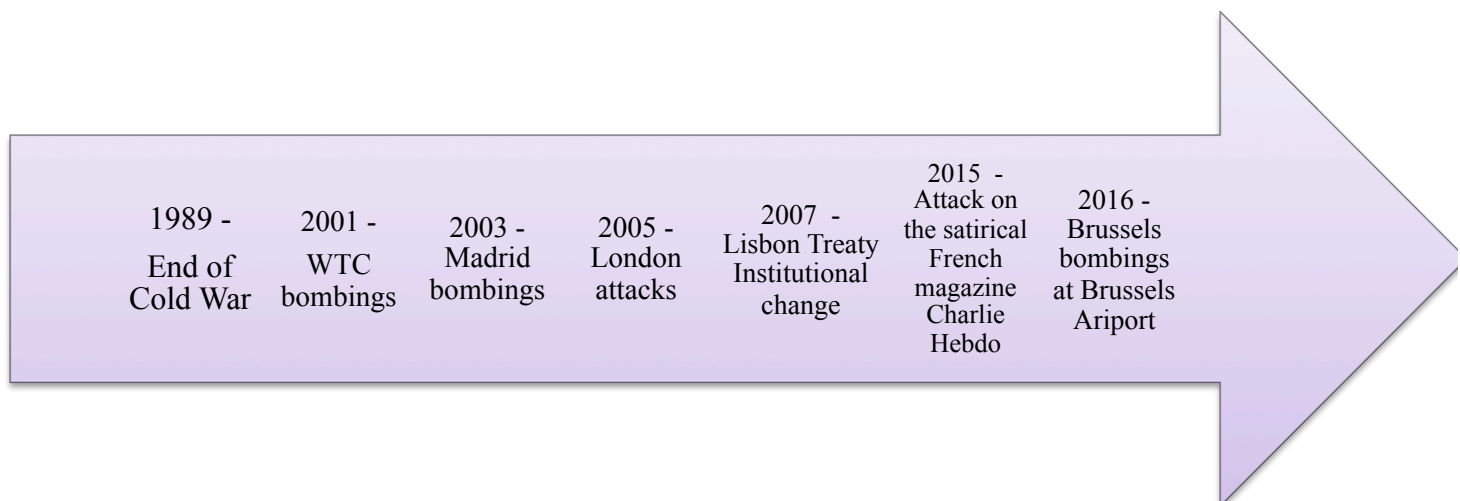 1989 -
End of
Cold War
2001 -
WTC
bombings
2003 -
Madrid
bombings
2005 -
London
attacks
2007  -
Lisbon Treaty
Institutional
change
2015  -
Attack on
the satirical
French
magazine
Charlie
Hebdo
2016 -
Brussels
bombings
at Brussels
Ariport